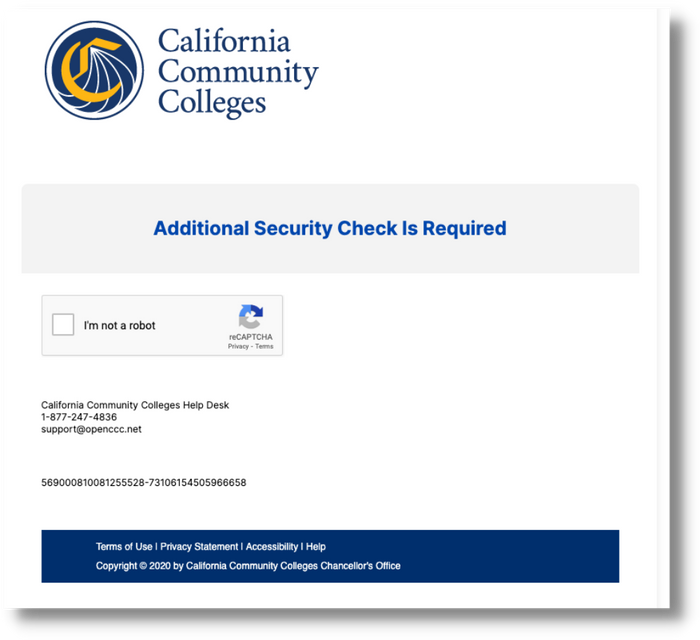 California
Community
Colleges
Additional Security Check Is Required
I'm not a robot
reCAPTCHA
Privacy - Terms
California Community Colleges Help Desk
1-877-247-4836
support@openccc.net
569000810081255528-73106154505966658
Terms of Use | Privacy Statement | Accessibility | Help
Copyright © 2020 by California Community Colleges Chancellor's Office